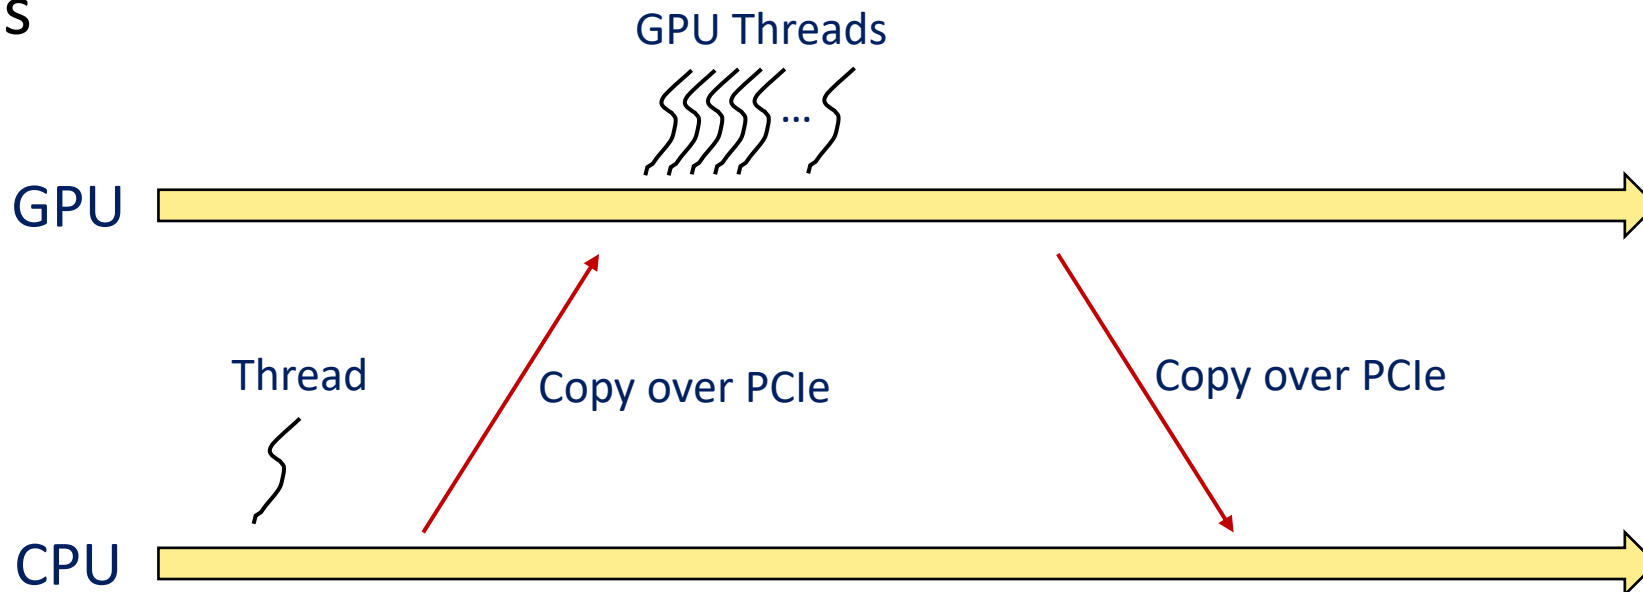 s
GPU Threads
...
GPU
Thread
Copy over PCIe
Copy over PCIe
CPU